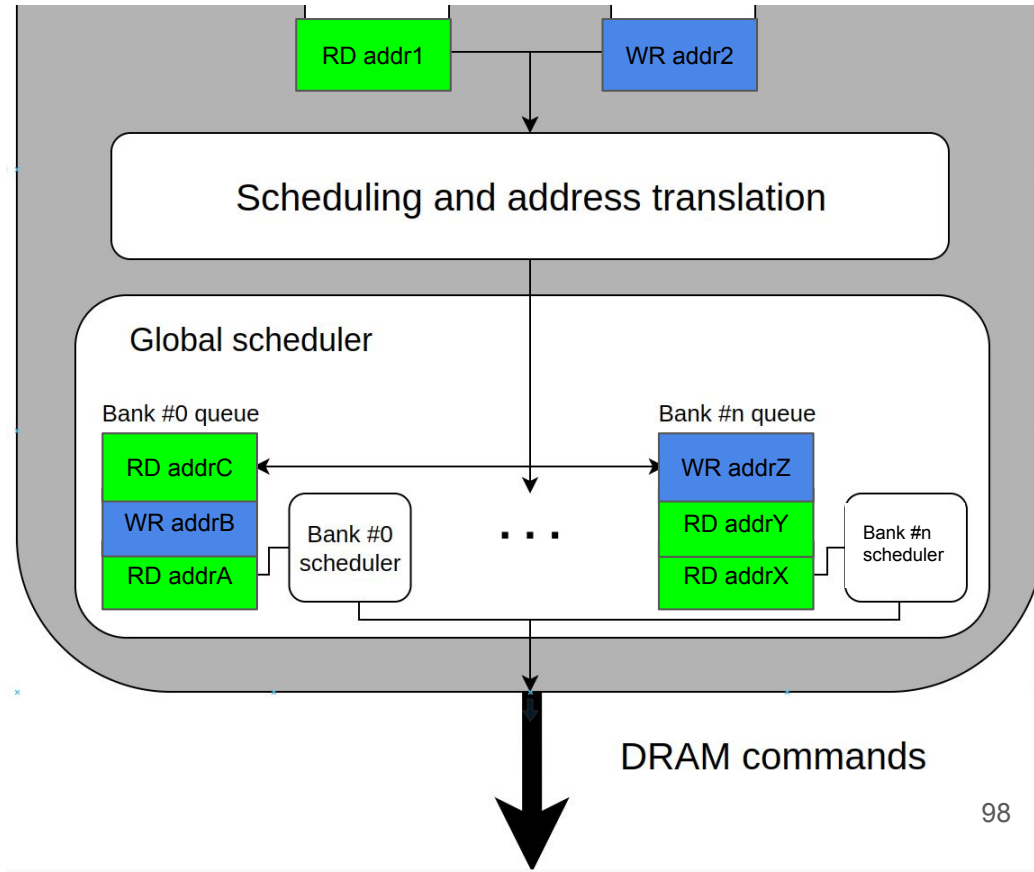 RD addr1
WR addr2
Scheduling and address translation
Global scheduler
Bank #0 queue
Bank #n queue
RD addrC
WR addrZ
WR addrB
RD addrY
RD addrA
RD addrX
Bank #0
scheduler
. . .
Bank #n
scheduler
DRAM commands
98